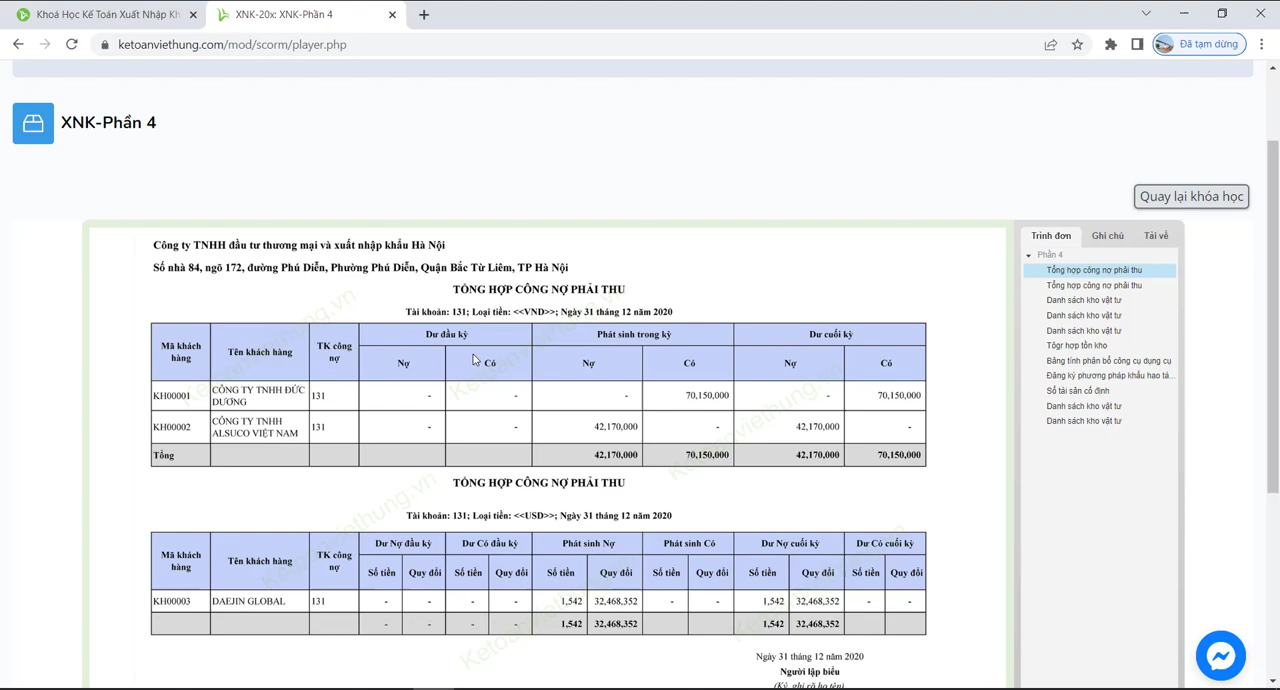 Khoá Học Kế Toán Xuất Nhập Kh
XNK-20x: XNK-Phần 4
ketoanviethung.com/mod/scorm/player.php
Đã tạm dừng
XNK-Phần 4
Quay lại khóa học
Công ty TNHH đầu tư thương mại và xuất nhập khẩu Hà Nội
Số nhà 84, ngõ 172, đường Phú Diễn, Phường Phú Diễn, Quận Bắc Từ Liêm, TP Hà Nội
TỔNG HỢP CÔNG NỢ PHẢI THU
Tài khoản: 131; Loại tiền: <<VND>>; Ngày 31 tháng 12 năm 2020
Mã khách hàng Tên khách hàng TK công nợ Dư đầu kỳ Phát sinh trong kỳ Dư cuối kỳ
Nợ Có Nợ Có Nợ Có
KH00001 CÔNG TY TNHH ĐỨC DƯƠNG 131 - - - 70,150,000 - 70,150,000
KH00002 CÔNG TY TNHH ALSUCO VIỆT NAM 131 - - 42,170,000 - 42,170,000 -
Tổng 42,170,000 70,150,000 42,170,000 70,150,000
TỔNG HỢP CÔNG NỢ PHẢI THU
Tài khoản: 131; Loại tiền: <<USD>>; Ngày 31 tháng 12 năm 2020
Mã khách hàng Tên khách hàng TK công nợ Dư Nợ đầu kỳ Dư Có đầu kỳ Phát sinh Nợ Phát sinh Có Dư Nợ cuối kỳ Dư Có cuối kỳ
Số tiền Quy đổi Số tiền Quy đổi Số tiền Quy đổi Số tiền Quy đổi Số tiền Quy đổi Số tiền Quy đổi
KH00003 DAEJIN GLOBAL 131 - - - - 1,542 32,468,352 - - 1,542 32,468,352 - -
- - - - 1,542 32,468,352 1,542 32,468,352
Ngày 31 tháng 12 năm 2020
Người lập biểu
(Ký, ghi rõ họ tên)
Ketoanviethung.vn
Trình đơn Ghi chú Tải về
Phần 4
Tổng hợp công nợ phải thu
Tổng hợp công nợ phải thu
Danh sách kho vật tư
Danh sách kho vật tư
Danh sách kho vật tư
Tôgr hợp tồn kho
Bảng tính phân bổ công cụ dụng cụ
Đăng ký phương pháp khấu hao tà...
Sổ tài sản cố định
Danh sách kho vật tư
Danh sách kho vật tư